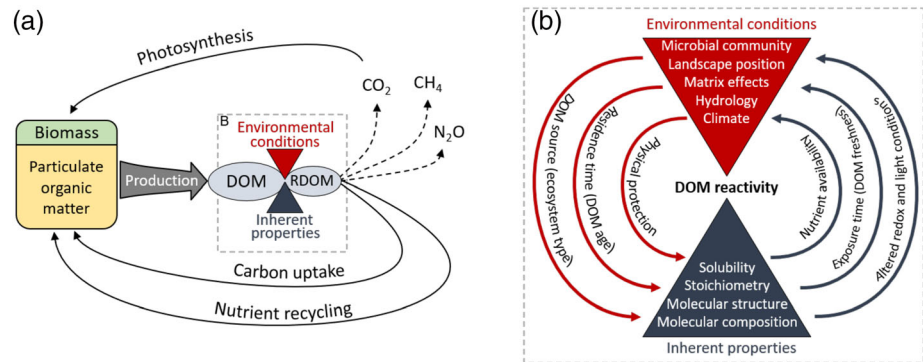 (a)
Photosynthesis
CO2
CH4
N2O
Biomass
Particulate
organic
matter
Production
B
Environmental
conditions
DOM
RDOM
Inherent
properties
Carbon uptake
Nutrient recycling
(b)
Environmental conditions
Microbial community
Landscape position
Matrix effects
Hydrology
Climate
DOM source (ecosystem type)
Residence time (DOM age)
Physical protection
DOM reactivity
Nutrient availability
Exposure time (DOM freshness)
Altered redox and light conditions
Solubility
Stoichiometry
Molecular structure
Molecular composition
Inherent properties